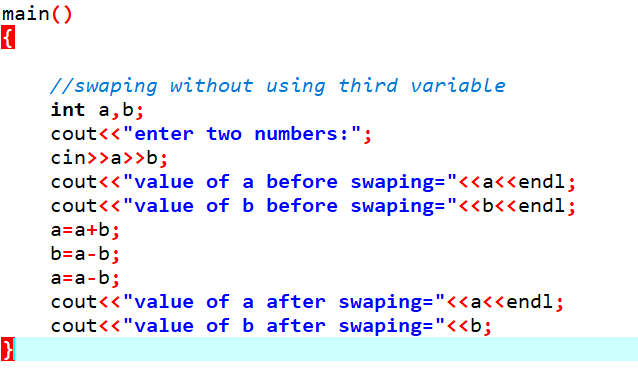 main()
{
//swaping without using third variable
int a,b;
cout<<"enter two numbers:";
cin>>a>>b;
cout<<"value of a before swaping="<<a<<endl;
cout<<"value of b before swaping="<<b<<endl;
a=a+b;
b=a-b;
a=a-b;
cout<<"value of a after swaping="<<a<<endl;
cout<<"value of b after swaping="<<b;
}